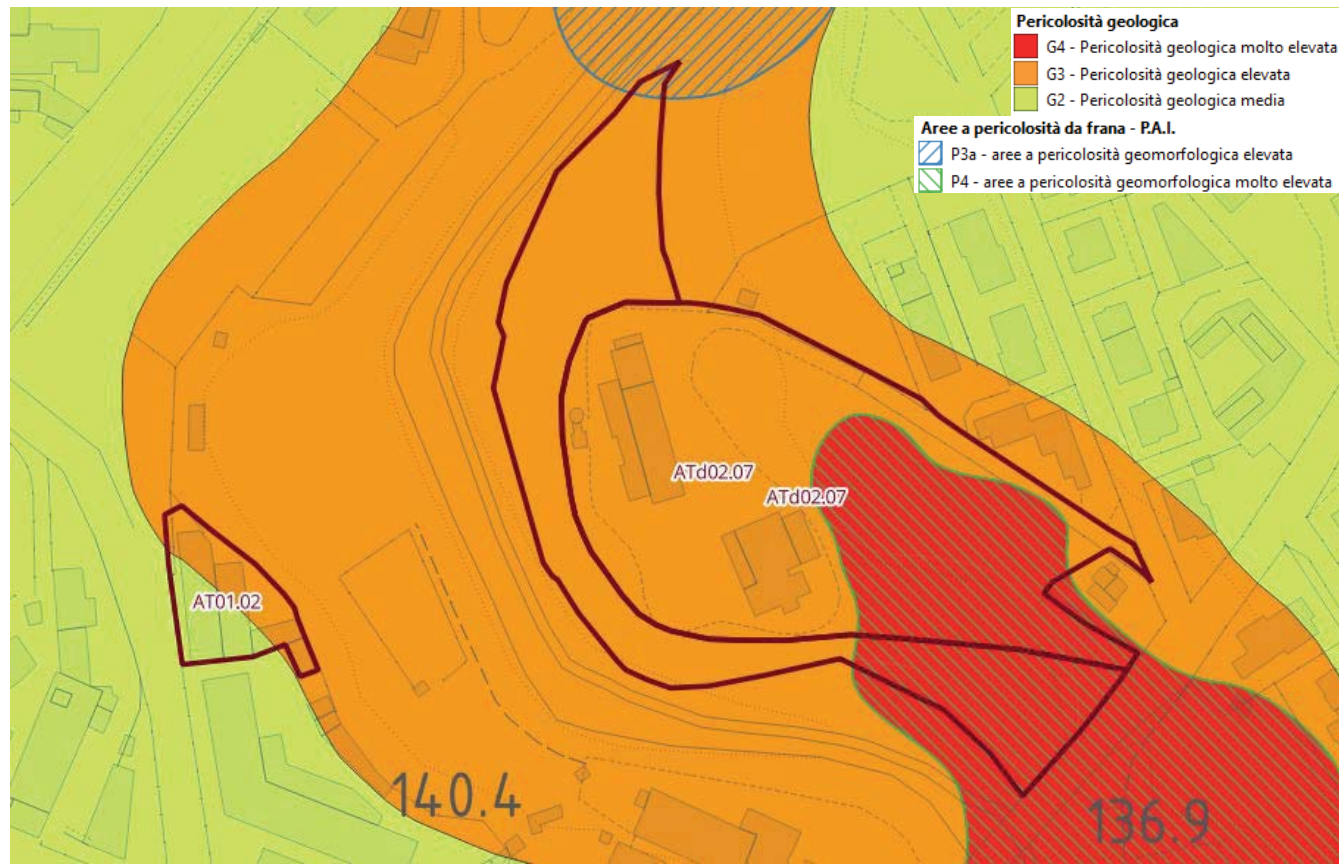 Pericolosità geologica
G4 - Pericolosità geologica molto elevata
G3 - Pericolosità geologica elevata
G2 - Pericolosità geologica media
Aree a pericolosità da frana - P.A.I.
P3a - aree a pericolosità geomorfologica elevata
P4 - aree a pericolosità geomorfologica molto elevata
ATd02.07
ATd02.07
AT01.02
140.4
136.9